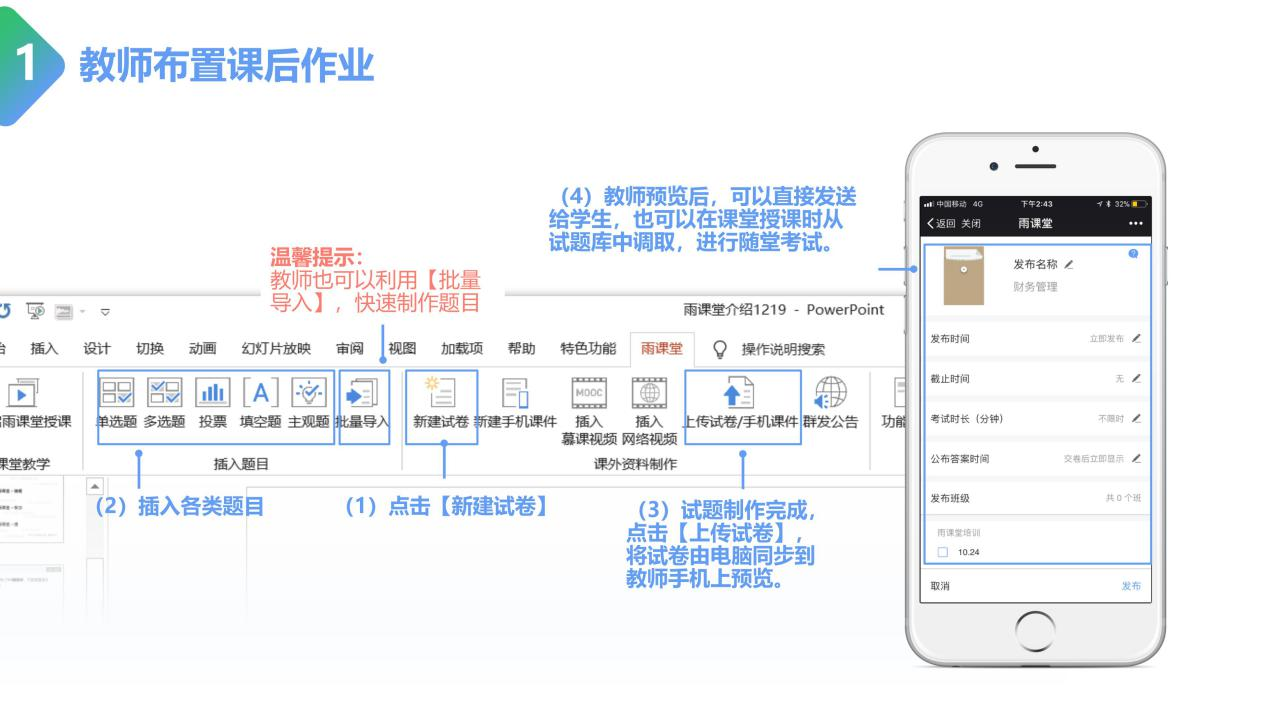 1
教师布置课后作业
（4）教师预览后，可以直接发送
给学生，也可以在课堂授课时从
试题库中调取，进行随堂考试。
温馨提示：
教师也可以利用【批量
导入】，快速制作题目
雨课堂介绍1219 - PowerPoint
插入 设计 切换 动画 幻灯片放映 审阅 视图 加载项 帮助 特色功能 雨课堂 操作说明搜索
雨课堂授课 单选题 多选题 投票 填空题 主观题 批量导入 新建试卷 新建手机课件 插入 插入 上传试卷/手机课件 群发公告 功能
慕课视频 网络视频
MOOC
课堂教学 插入题目 课外资料制作
（2）插入各类题目
（1）点击【新建试卷】
（3）试题制作完成，
点击【上传试卷】，
将试卷由电脑同步到
教师手机上预览。
中国移动 4G 下午2:43 32%
返回 关闭 雨课堂
发布名称
财务管理
发布时间 立即发布
截止时间 无
考试时长（分钟） 不限时
公布答案时间 交卷后立即显示
发布班级 共 0 个班
雨课堂培训
10.24
取消 发布